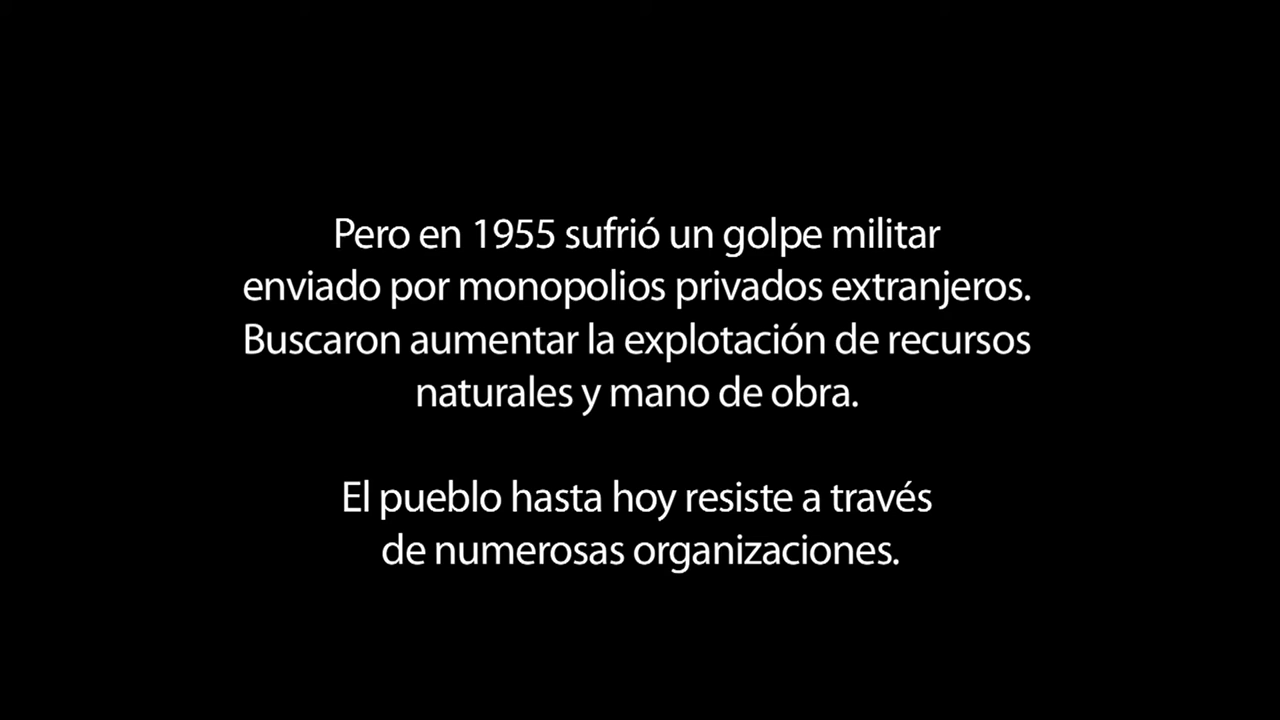 Pero en 1955 sufrió un golpe militar
enviado por monopolios privados extranjeros.
Buscaron aumentar la explotación de recursos
naturales y mano de obra.
El pueblo hasta hoy resiste a través
de numerosas organizaciones.